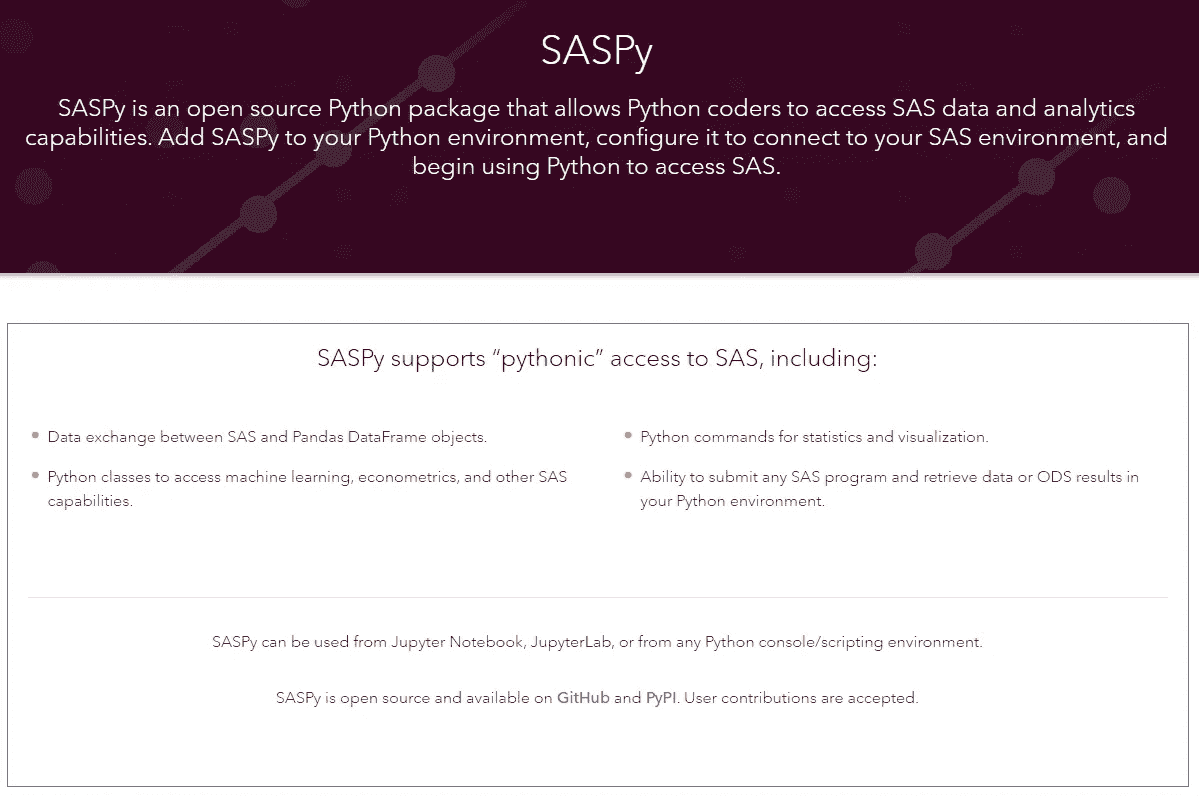 SASPy
SASPy is an open source Python package that allows Python coders to access SAS data and analytics
capabilities. Add SASPy to your Python environment, configure it to connect to your SAS environment, and
begin using Python to access SAS.
SASPy supports “pythonic” access to SAS, including:
Data exchange between SAS and Pandas DataFrame objects.
Python classes to access machine learning, econometrics, and other SAS
capabilities.
Python commands for statistics and visualization.
Ability to submit any SAS program and retrieve data or ODS results in
your Python environment.
SASPy can be used from Jupyter Notebook, JupyterLab, or from any Python console/scripting environment.
SASPy is open source and available on GitHub and PyPI. User contributions are accepted.